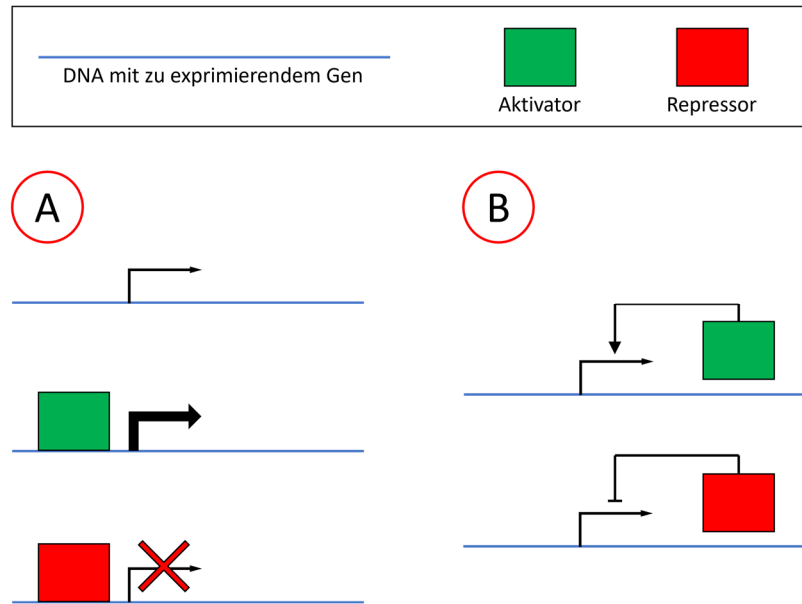 DNA mit zu exprimierendem Gen
Aktivator
Repressor
A
B